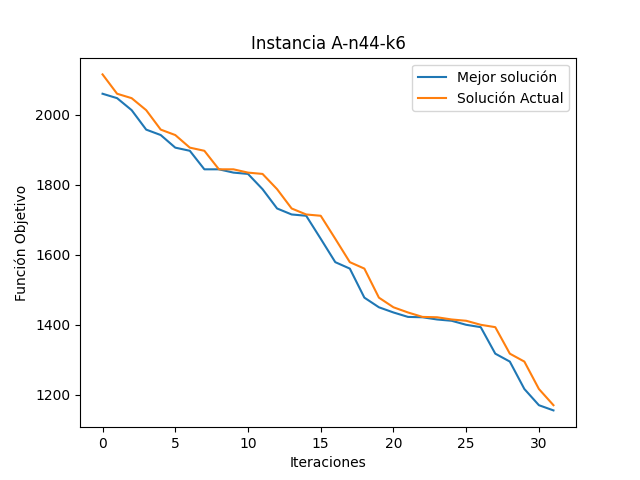 Instancia A-n44-k6
Mejor solución
Solución Actual
Función Objetivo
2000
1800
1600
1400
1200
0 5 10 15 20 25 30
Iteraciones